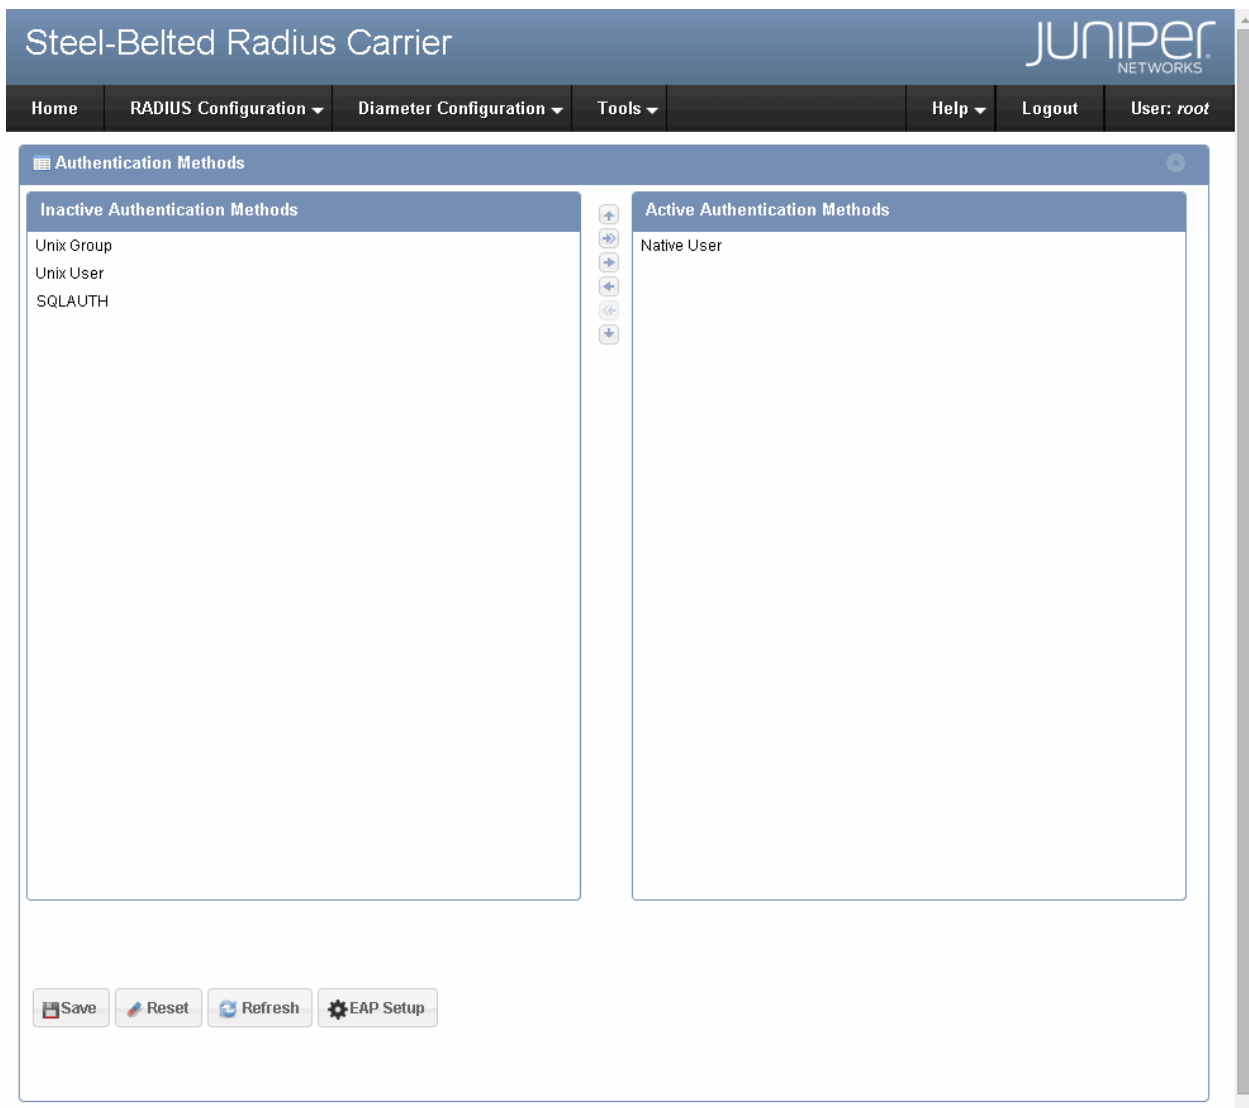 Steel-Belted Radius Carrier
JUNIPEr
NETWORKS
Home RADIUS Configuration Diameter Configuration Tools Help Logout User: root
Authentication Methods
Inactive Authentication Methods
Unix Group
Unix User
SQLAUTH
Active Authentication Methods
Native User
Save Reset Refresh EAP Setup